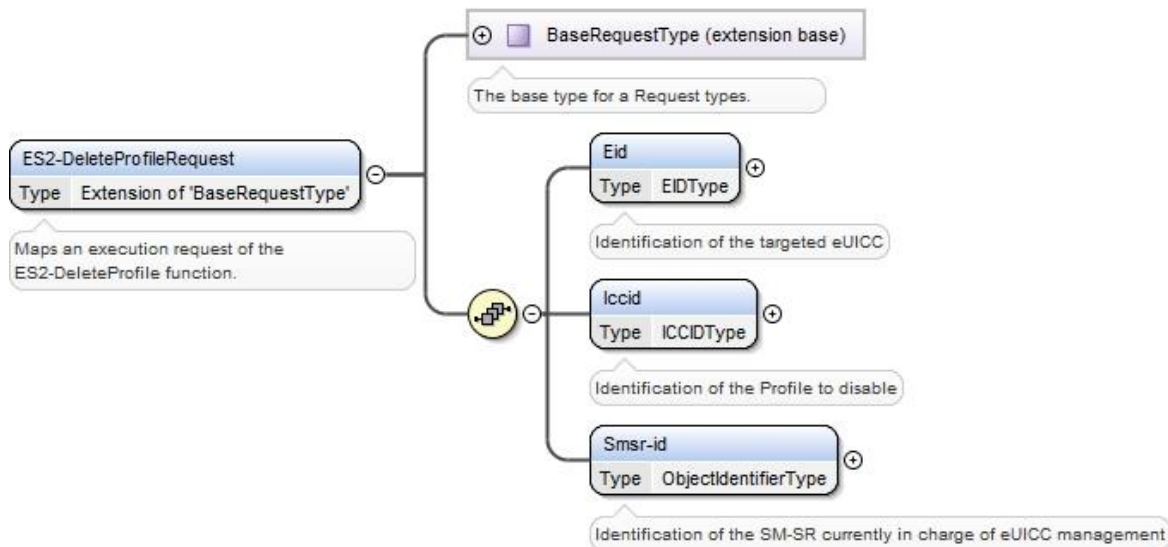 BaseRequestType (extension base)
The base type for a Request types.
ES2-DeleteProfileRequest
Type Extension of 'BaseRequestType'
Maps an execution request of the
ES2-DeleteProfile function.
Eid
Type EIDType
Identification of the targeted eUICC
Iccid
Type ICCIDType
Identification of the Profile to disable
Smsr-id
Type ObjectIdentifierType
Identification of the SM-SR currently in charge of eUICC management